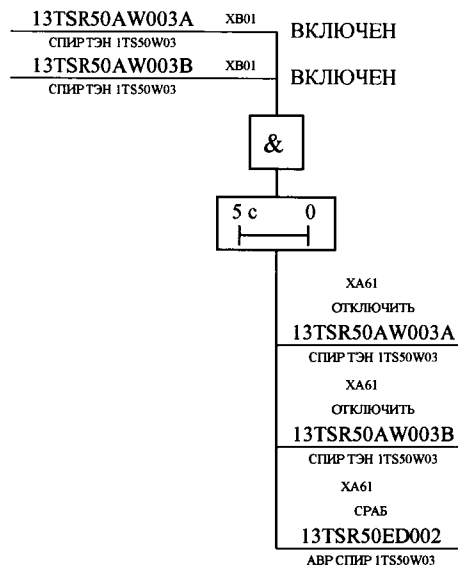 13TSR50AW003A XB01 ВКЛЮЧЕН
СПИР ТЭН 1TS50W03
13TSR50AW003B XB01 ВКЛЮЧЕН
СПИР ТЭН 1TS50W03
&
5 с 0
XA61
ОТКЛЮЧИТЬ
13TSR50AW003A
СПИР ТЭН 1TS50W03
XA61
ОТКЛЮЧИТЬ
13TSR50AW003B
СПИР ТЭН 1TS50W03
XA61
СРАБ
13TSR50ED002
АВР СПИР 1TS50W03